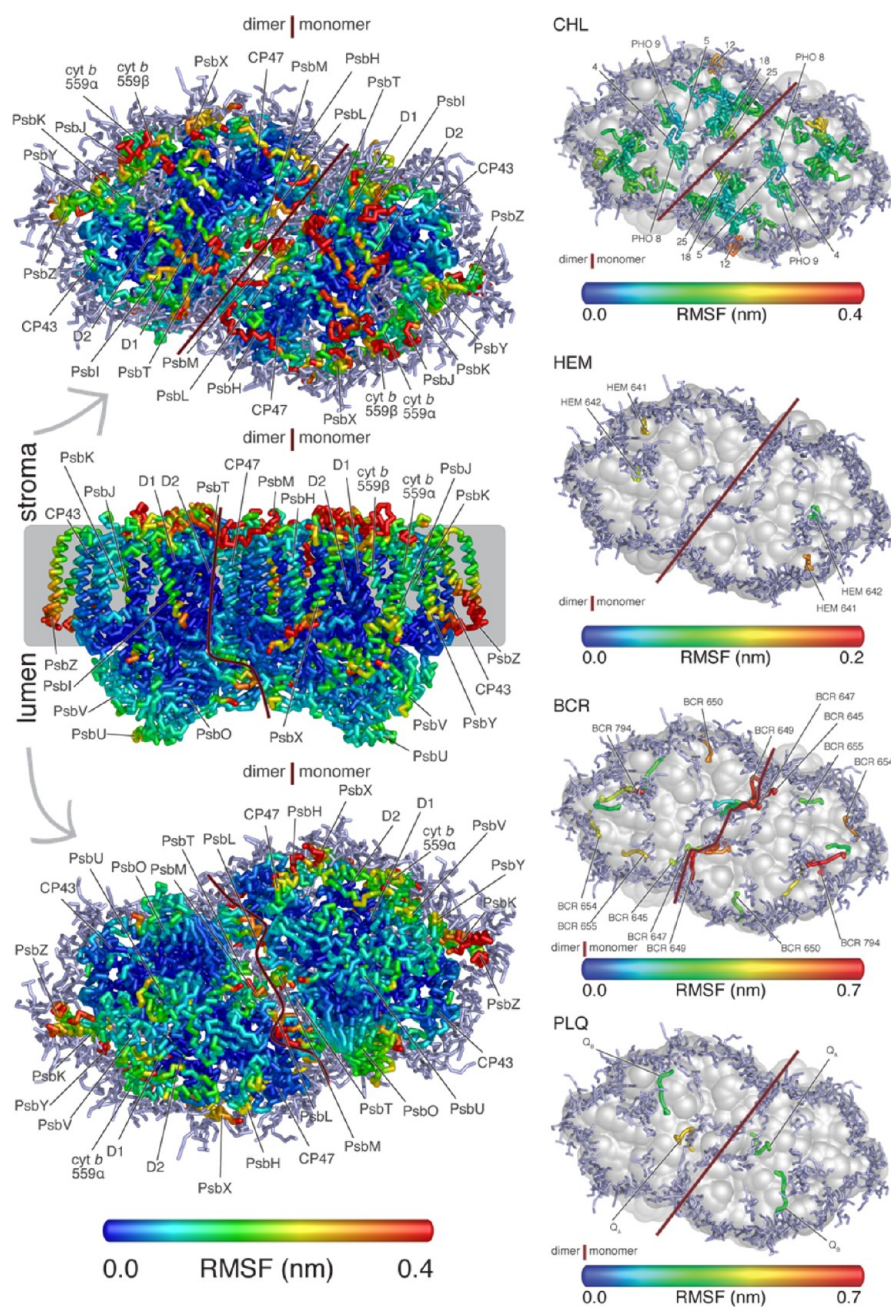 dimer | monomer
PsbH
CP47
PsbM
PsbX
PsbT
cyt b
559β
cyt b
559α
PsbL
D1
PsbI
D2
PsbK
PsbJ
PsbY
CP43
PsbZ
PsbZ
CP43
D2
D1
PsbI
PsbT
PsbM
PsbL
PsbH
CP47
PsbX
cyt b
559β
cyt b
559α
PsbJ
PsbK
PsbY
dimer | monomer
stroma
lumen
PsbK
PsbJ
CP43
D1
D2
PsbT
CP47
PsbM
PsbH
D2
D1
cyt b
559β
cyt b
559α
PsbJ
PsbK
PsbZ
PsbI
PsbV
PsbU
PsbO
PsbX
PsbV
PsbU
PsbY
CP43
PsbZ
dimer | monomer
PsbX
PsbH
CP47
PsbL
PsbT
D1
D2
cyt b
559α
PsbV
PsbY
PsbK
PsbU
PsbO
PsbM
CP43
PsbZ
PsbZ
CP43
PsbU
PsbO
PsbT
PsbM
PsbL
CP47
PsbH
PsbX
D2
D1
cyt b
559α
PsbV
PsbY
PsbK
0.0 RMSF (nm) 0.4
CHL
PHO 9
5
12
4
18
25
PHO 8
PHO 8
25
18
5
12
PHO 9
4
dimer | monomer
0.0 RMSF (nm) 0.4
HEM
HEM 641
HEM 642
HEM 642
HEM 641
dimer | monomer
0.0 RMSF (nm) 0.2
BCR
BCR 647
BCR 650
BCR 645
BCR 649
BCR 794
BCR 655
BCR 654
BCR 654
BCR 655
BCR 645
BCR 647
BCR 649
BCR 650
BCR 794
dimer | monomer
0.0 RMSF (nm) 0.7
PLQ
QB
QA
QA
QB
dimer | monomer
0.0 RMSF (nm) 0.7